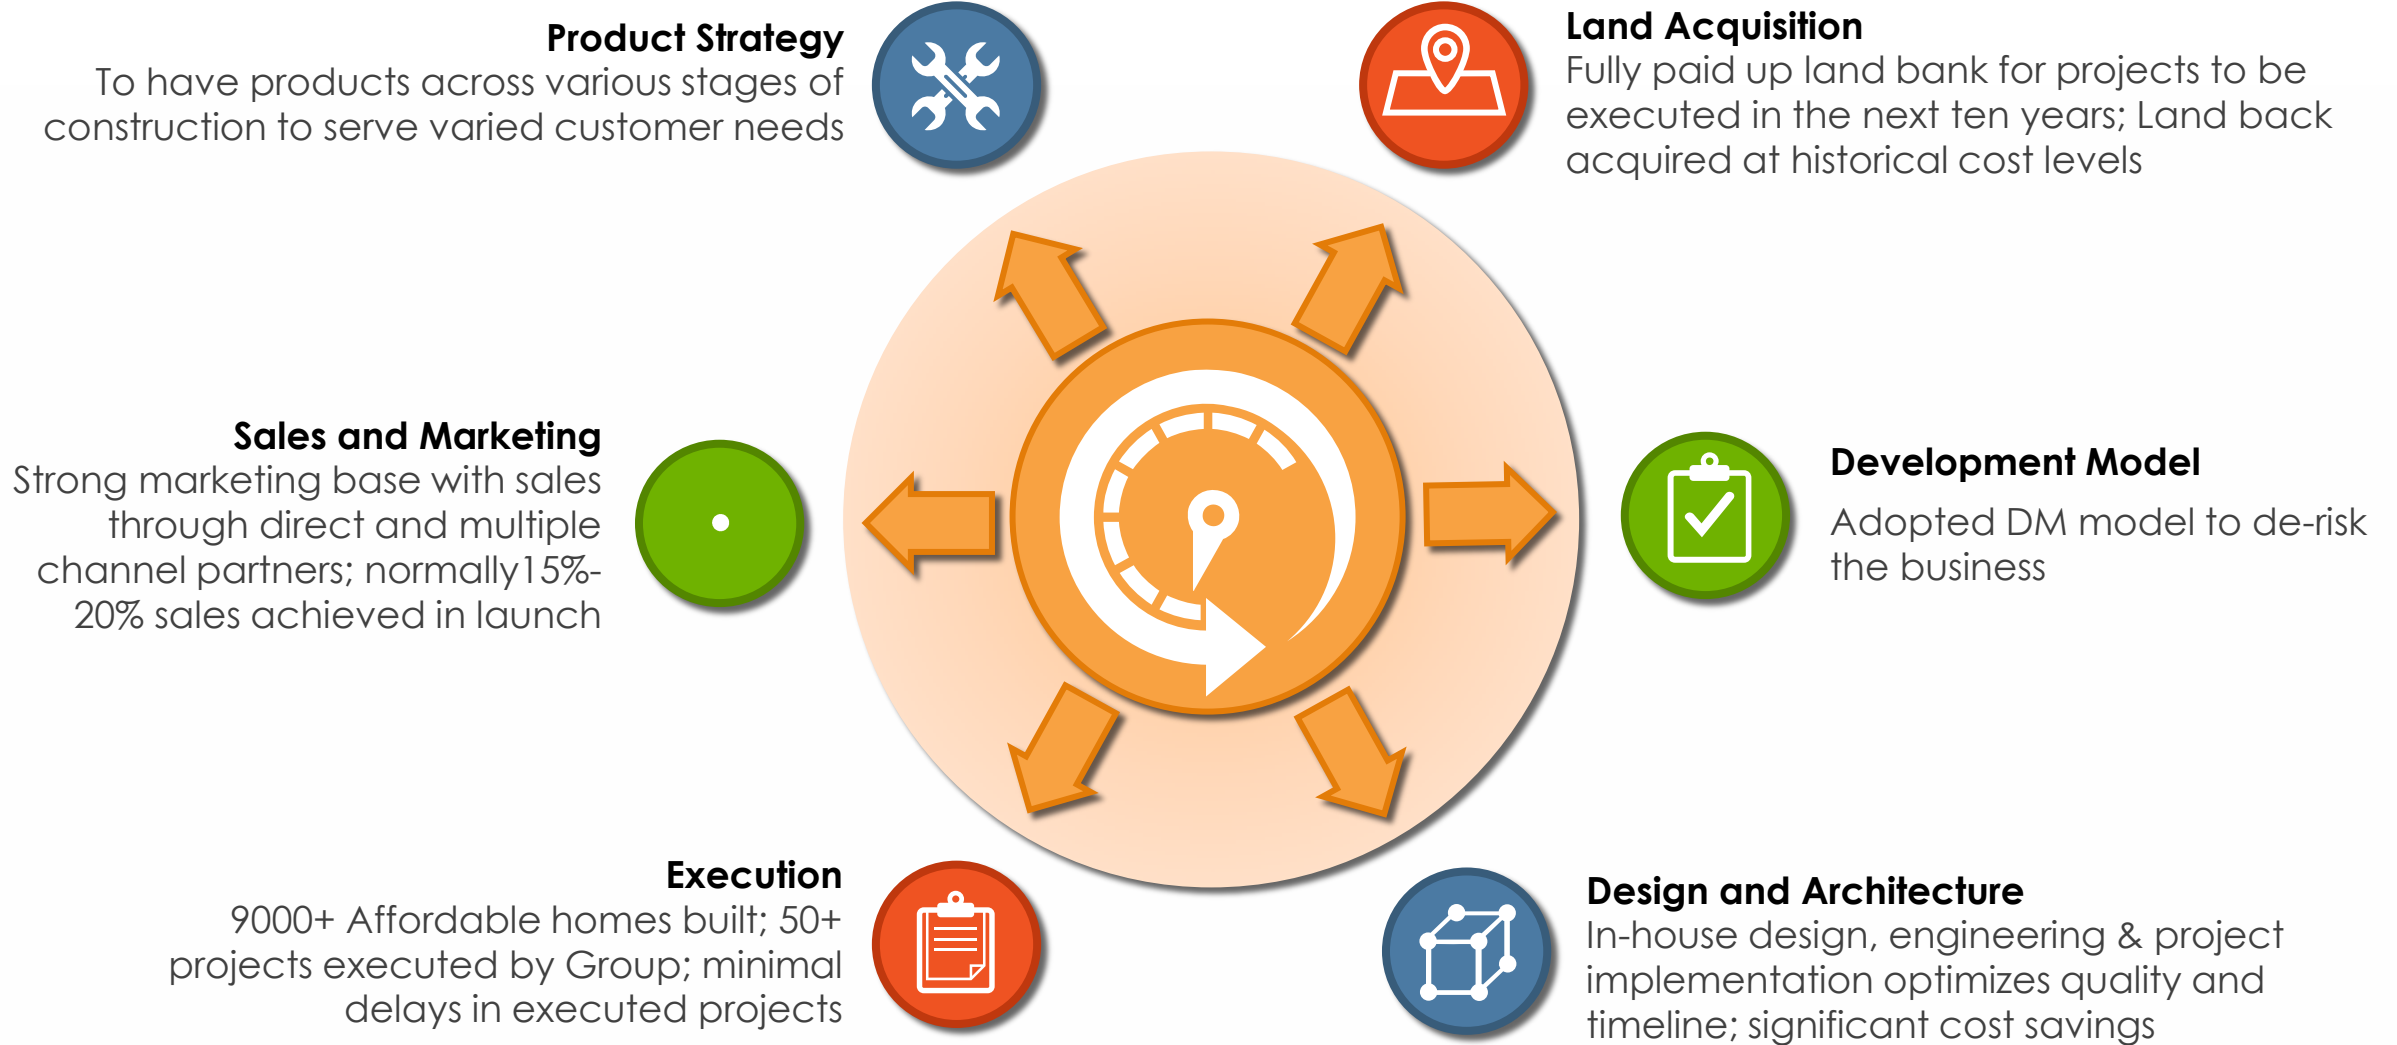 Product Strategy
To have products across various stages of
construction to serve varied customer needs
Land Acquisition
Fully paid up land bank for projects to be
executed in the next ten years; Land back
acquired at historical cost levels
Sales and Marketing
Strong marketing base with sales
through direct and multiple
channel partners; normally15%-
20% sales achieved in launch
Development Model
Adopted DM model to de-risk
the business
Execution
9000+ Affordable homes built; 50+
projects executed by Group; minimal
delays in executed projects
Design and Architecture
In-house design, engineering & project
implementation optimizes quality and
timeline; significant cost savings